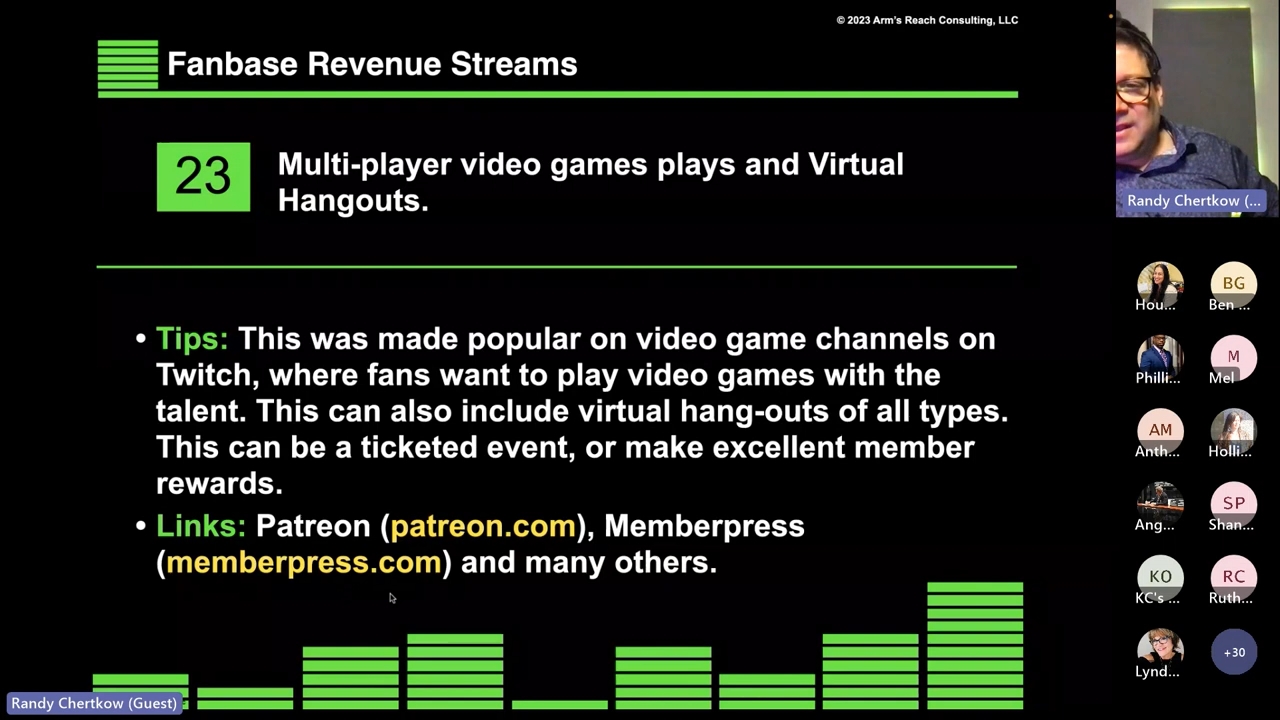 © 2023 Arm's Reach Consulting, LLC
Fanbase Revenue Streams
23
Multi-player video games plays and Virtual
Hangouts.
• Tips: This was made popular on video game channels on
Twitch, where fans want to play video games with the
talent. This can also include virtual hang-outs of all types.
This can be a ticketed event, or make excellent member
rewards.
• Links: Patreon (patreon.com), Memberpress
(memberpress.com) and many others.
Randy Chertkow (Guest)
Randy Chertkow (...
Hou...
BG
Ben ...
Philli...
M
Mel
AM
Anth...
Holli...
Ang...
SP
Shan...
KO
KC's ...
RC
Ruth...
Lynd...
+30